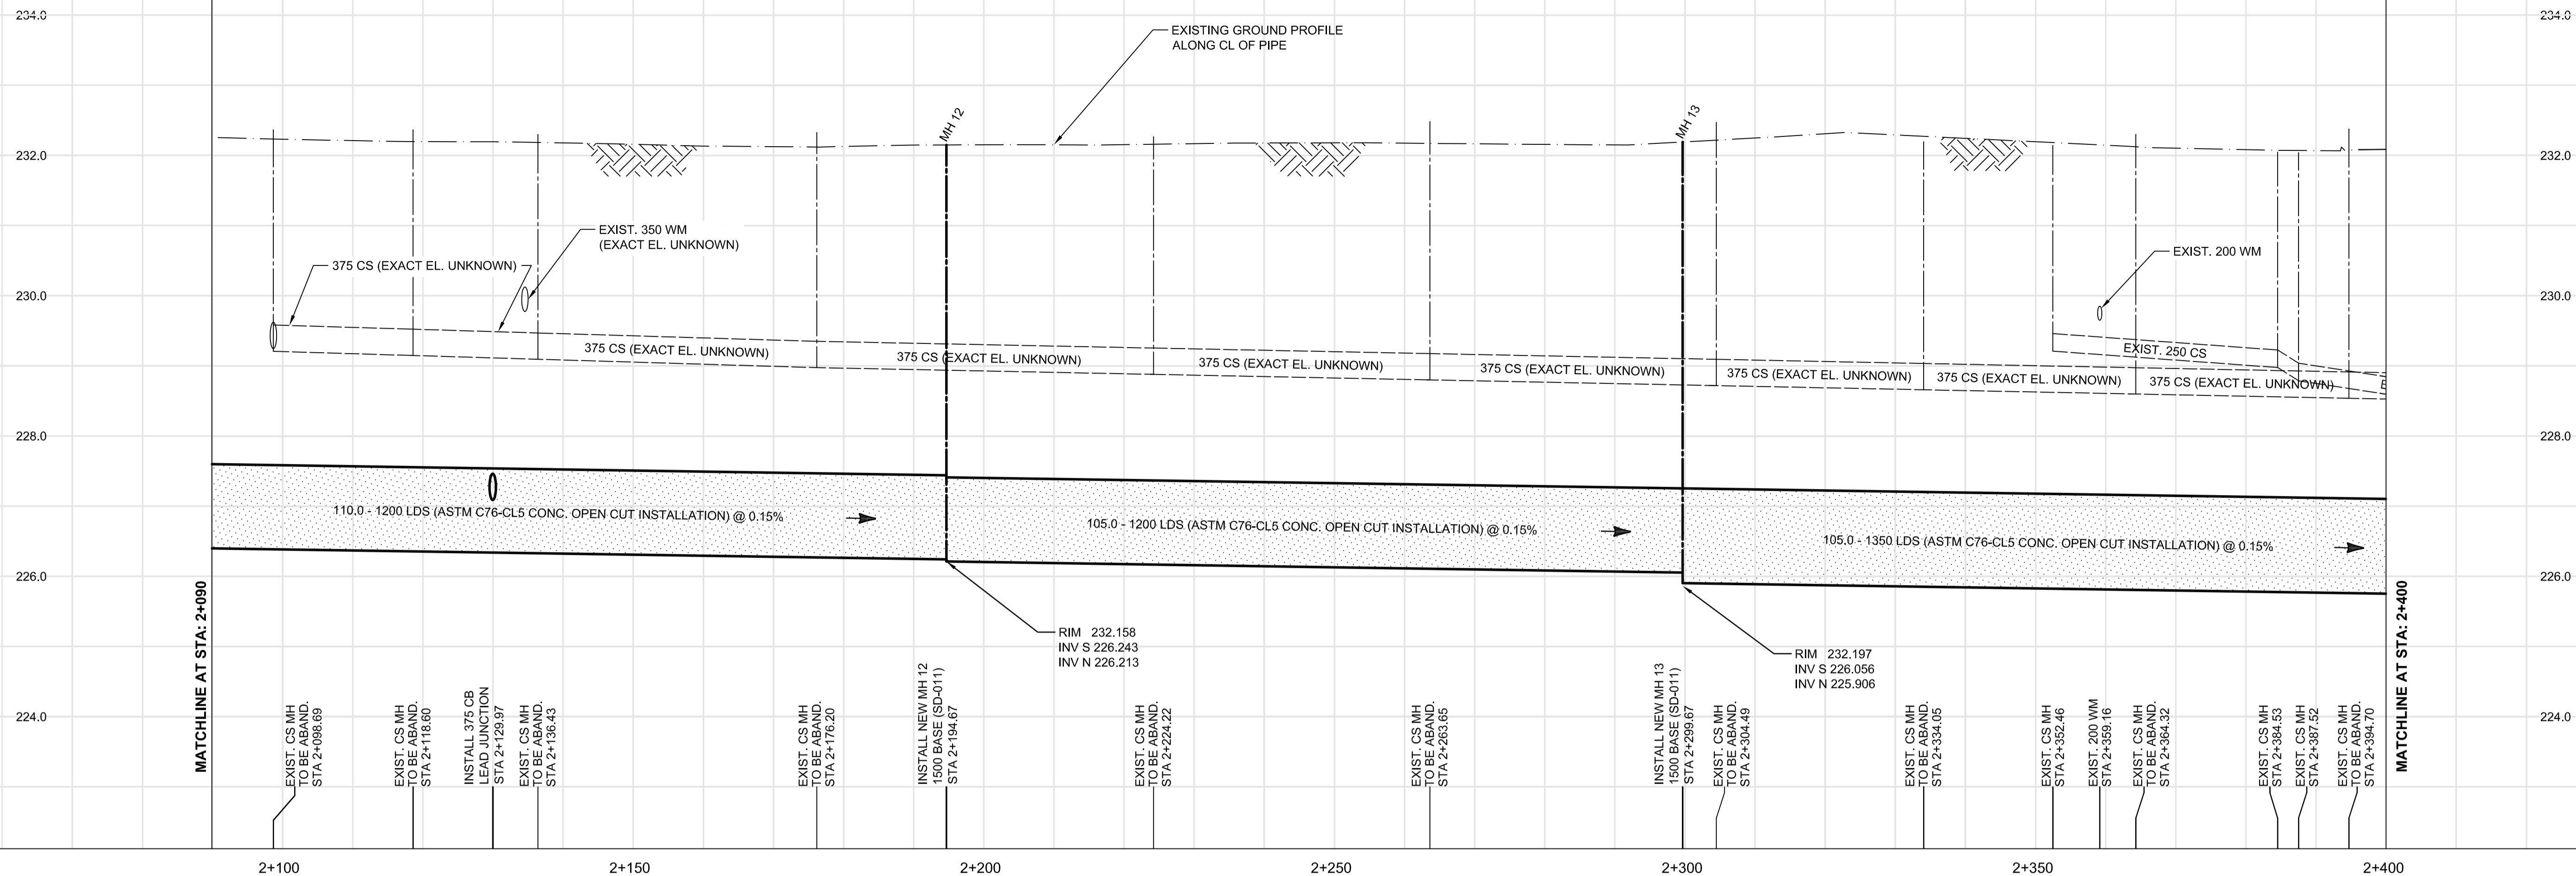 234.0
234.0
EXISTING GROUND PROFILE
ALONG CL OF PIPE
MH 12
MH 13
232.0
232.0
EXIST. 350 WM
(EXACT EL. UNKNOWN)
EXIST. 200 WM
375 CS (EXACT EL. UNKNOWN)
230.0
230.0
375 CS (EXACT EL. UNKNOWN)
375 CS (EXACT EL. UNKNOWN)
375 CS (EXACT EL. UNKNOWN)
375 CS (EXACT EL. UNKNOWN)
375 CS (EXACT EL. UNKNOWN)
375 CS (EXACT EL. UNKNOWN)
EXIST. 250 CS
375 CS (EXACT EL. UNKNOWN)
228.0
228.0
110.0 - 1200 LDS (ASTM C76-CL5 CONC. OPEN CUT INSTALLATION) @ 0.15%
105.0 - 1200 LDS (ASTM C76-CL5 CONC. OPEN CUT INSTALLATION) @ 0.15%
105.0 - 1350 LDS (ASTM C76-CL5 CONC. OPEN CUT INSTALLATION) @ 0.15%
226.0
226.0
RIM 232.158
INV S 226.243
INV N 226.213
RIM 232.197
INV S 226.056
INV N 225.906
MATCHLINE AT STA: 2+090
MATCHLINE AT STA: 2+400
224.0
224.0
EXIST. CS MH
TO BE ABAND.
STA 2+098.69
EXIST. CS MH
TO BE ABAND.
STA 2+118.60
INSTALL 375 CB
LEAD JUNCTION
STA 2+129.97
EXIST. CS MH
TO BE ABAND.
STA 2+136.43
EXIST. CS MH
TO BE ABAND.
STA 2+176.20
INSTALL NEW MH 12
1500 BASE (SD-011)
STA 2+194.67
EXIST. CS MH
TO BE ABAND.
STA 2+224.22
EXIST. CS MH
TO BE ABAND.
STA 2+263.65
INSTALL NEW MH 13
1500 BASE (SD-011)
STA 2+299.67
EXIST. CS MH
TO BE ABAND.
STA 2+304.49
EXIST. CS MH
TO BE ABAND.
STA 2+334.05
EXIST. CS MH
STA 2+352.46
EXIST. 200 WM
STA 2+359.16
EXIST. CS MH
TO BE ABAND.
STA 2+364.32
EXIST. CS MH
STA 2+384.53
EXIST. CS MH
STA 2+387.52
EXIST. CS MH
TO BE ABAND.
STA 2+394.70
2+100
2+150
2+200
2+250
2+300
2+350
2+400